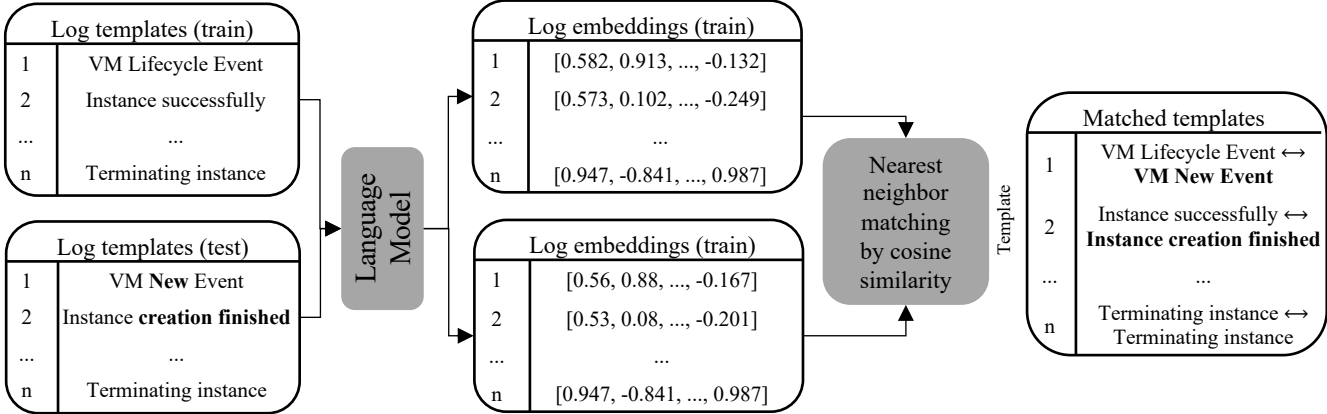 Log templates (train)
1 VM Lifecycle Event
2 Instance successfully
... ...
n Terminating instance
Log templates (test)
1 VM New Event
2 Instance creation finished
... ...
n Terminating instance
Language
Model
Log embeddings (train)
1 [0.582, 0.913, ..., -0.132]
2 [0.573, 0.102, ..., -0.249]
... ...
n [0.947, -0.841, ..., 0.987]
Log embeddings (train)
1 [0.56, 0.88, ..., -0.167]
2 [0.53, 0.08, ..., -0.201]
... ...
n [0.947, -0.841, ..., 0.987]
Nearest
neighbor
matching
by cosine
similarity
Template
Matched templates
1 VM Lifecycle Event ↔
VM New Event
2 Instance successfully ↔
Instance creation finished
... ...
n Terminating instance ↔
Terminating instance